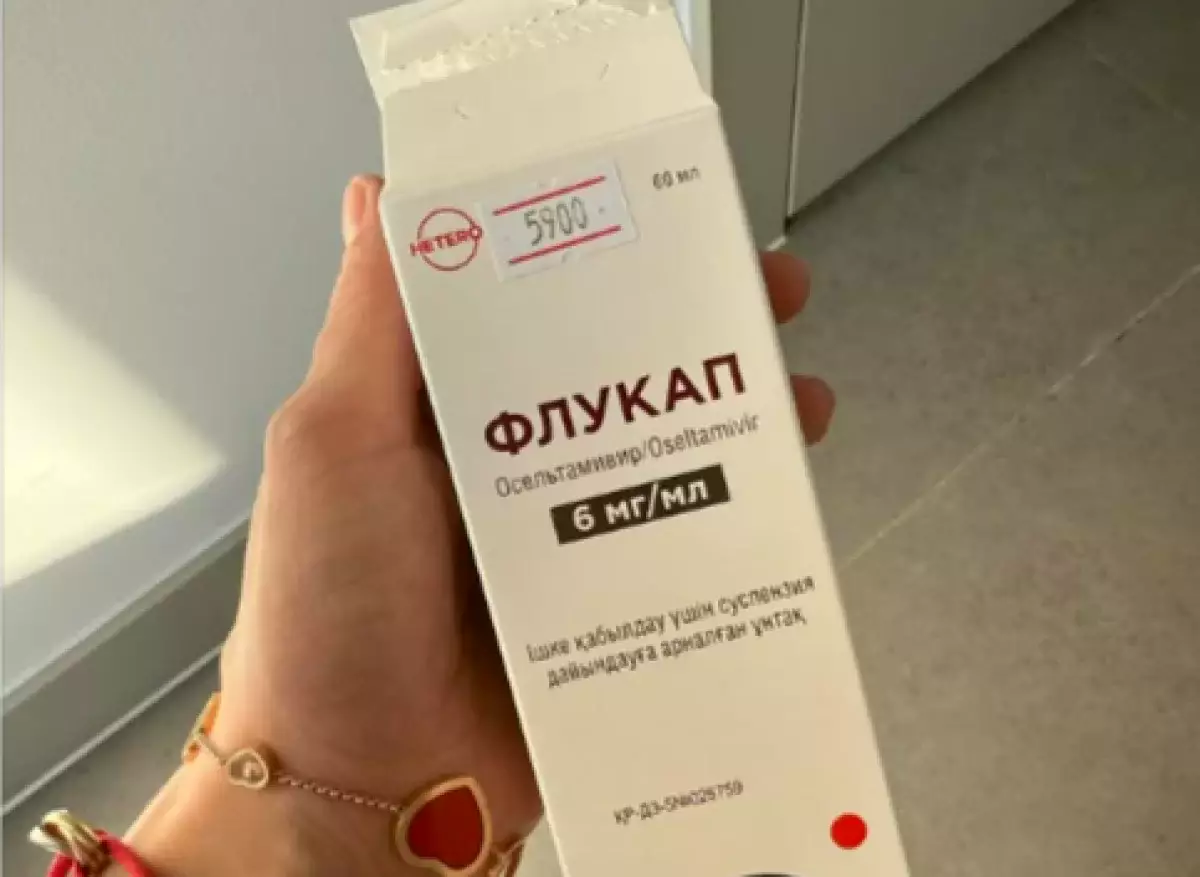 60 мл
HETERO
5900
ФЛУКАП
Осельтамивир/Oseltamivir
6 мг/мл
Ішке қабылдау үшін суспензия
дайындауға арналған ұнтақ